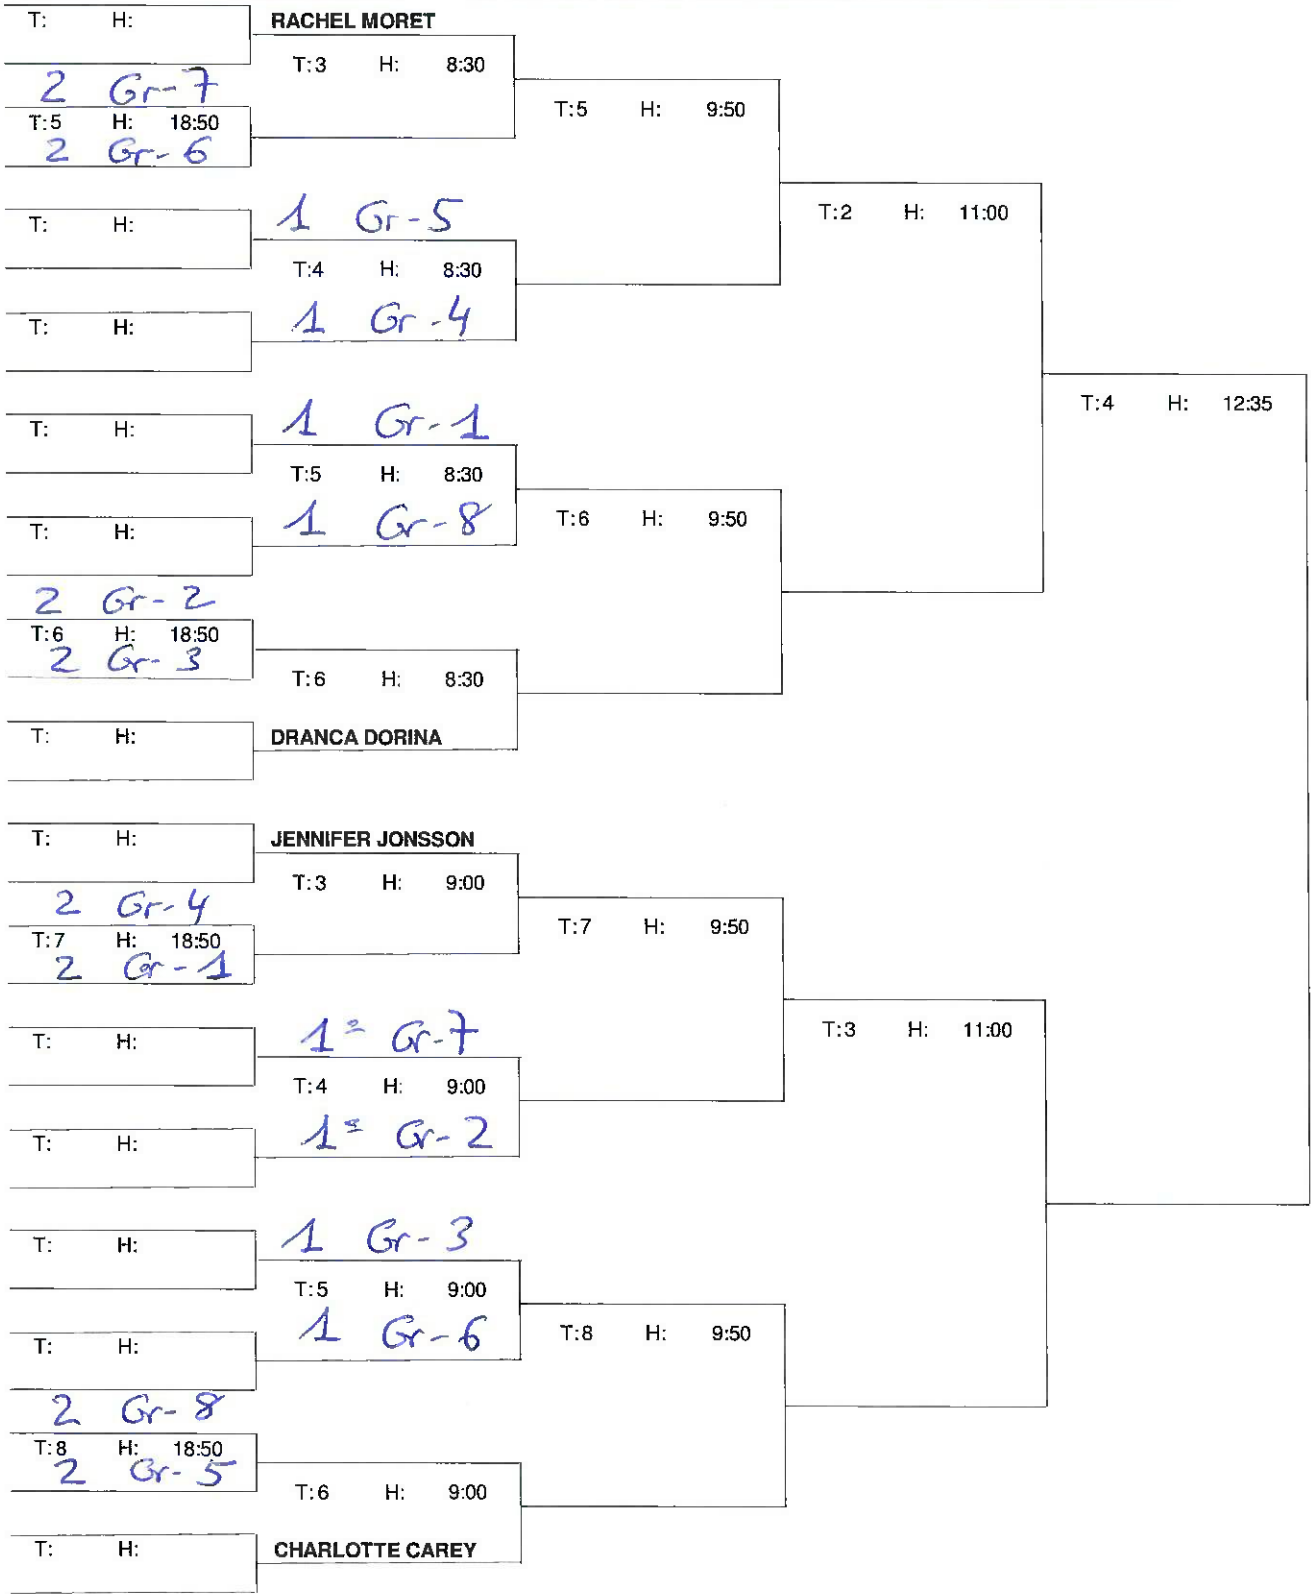 T: H: RACHEL MORET
T:3 H: 8:30
2 Gr-7
T:5 H: 18:50
2 Gr-6
T:5 H: 9:50
T: H: 1 Gr-5
T:4 H: 8:30
T: H: 1 Gr-4
T:2 H: 11:00
T: H: 1 Gr-1
T:5 H: 8:30
T: H: 1 Gr-8
2 Gr-2
T:6 H: 18:50
2 Gr-3
T:6 H: 9:50
T:6 H: 8:30
T: H: DRANCA DORINA
T:4 H: 12:35
T: H: JENNIFER JONSSON
T:3 H: 9:00
2 Gr-4
T:7 H: 18:50
2 Gr-1
T:7 H: 9:50
T: H: 1º Gr-7
T:4 H: 9:00
T: H: 1º Gr-2
T:3 H: 11:00
T: H: 1 Gr-3
T:5 H: 9:00
T: H: 1 Gr-6
2 Gr-8
T:8 H: 18:50
2 Gr-5
T:8 H: 9:50
T:6 H: 9:00
T: H: CHARLOTTE CAREY